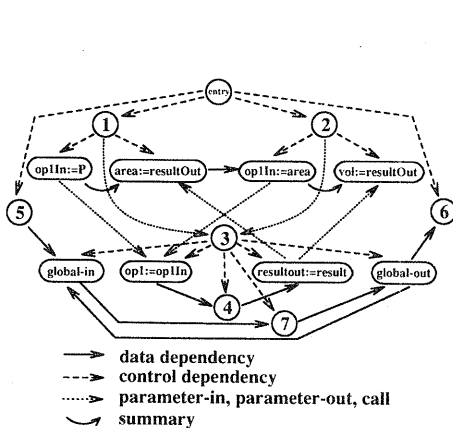 entry
1
2
op1In:=P
area:=resultOut
op1In:=area
vol:=resultOut
5
6
3
global-in
op1:=op1In
resultout:=result
global-out
4
7
data dependency
control dependency
parameter-in, parameter-out, call
summary